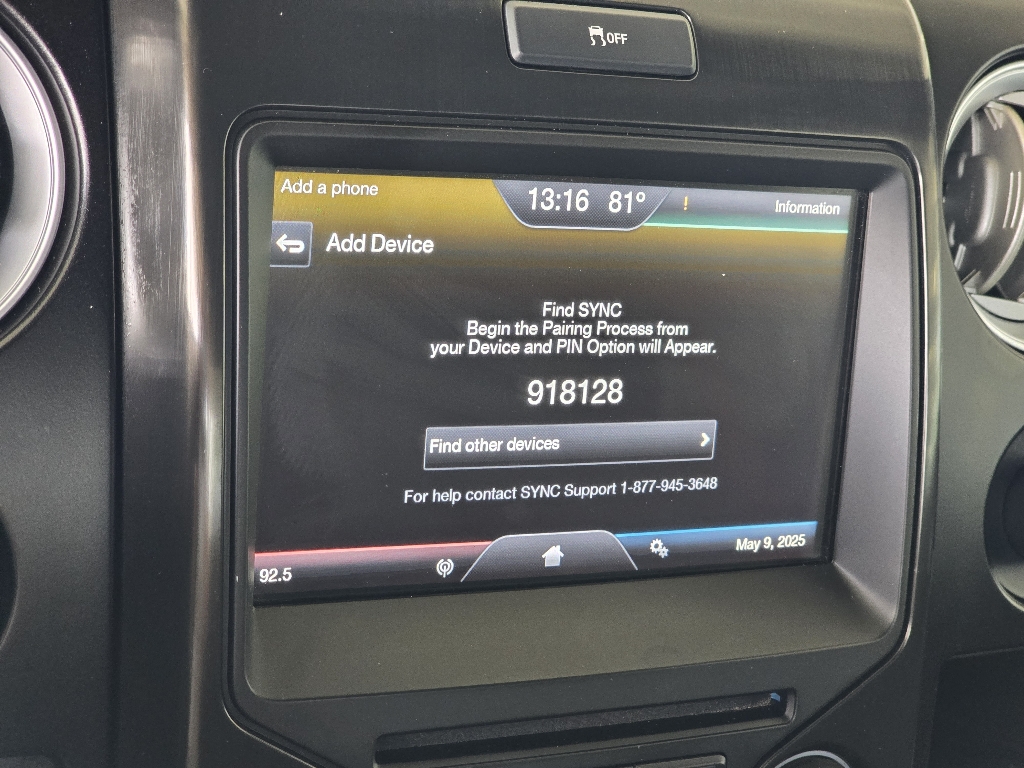 OFF
Add a phone
13:16 81°
!
Information
Add Device
Find SYNC
Begin the Pairing Process from
your Device and PIN Option will Appear.
918128
Find other devices
For help contact SYNC Support 1-877-945-3648
92.5
May 9, 2025